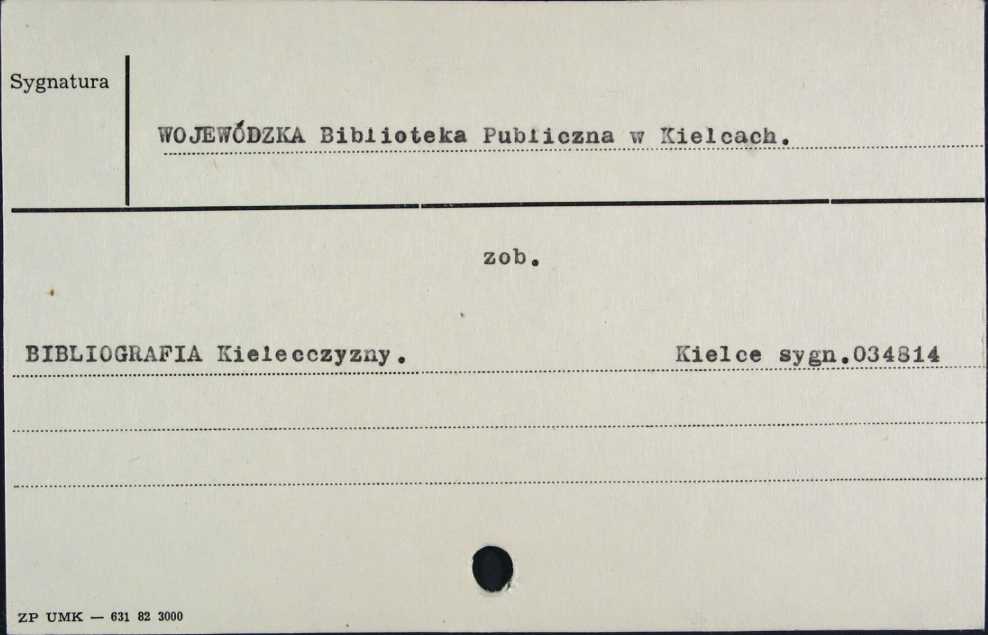 Sygnatura
WOJEWÓDZKA Biblioteka Publiczna w Kielcach.
zob.
BIBLIOGRAFIA Kielecczyzny. Kielce sygn.034814
ZP UMK — 631 82 3000